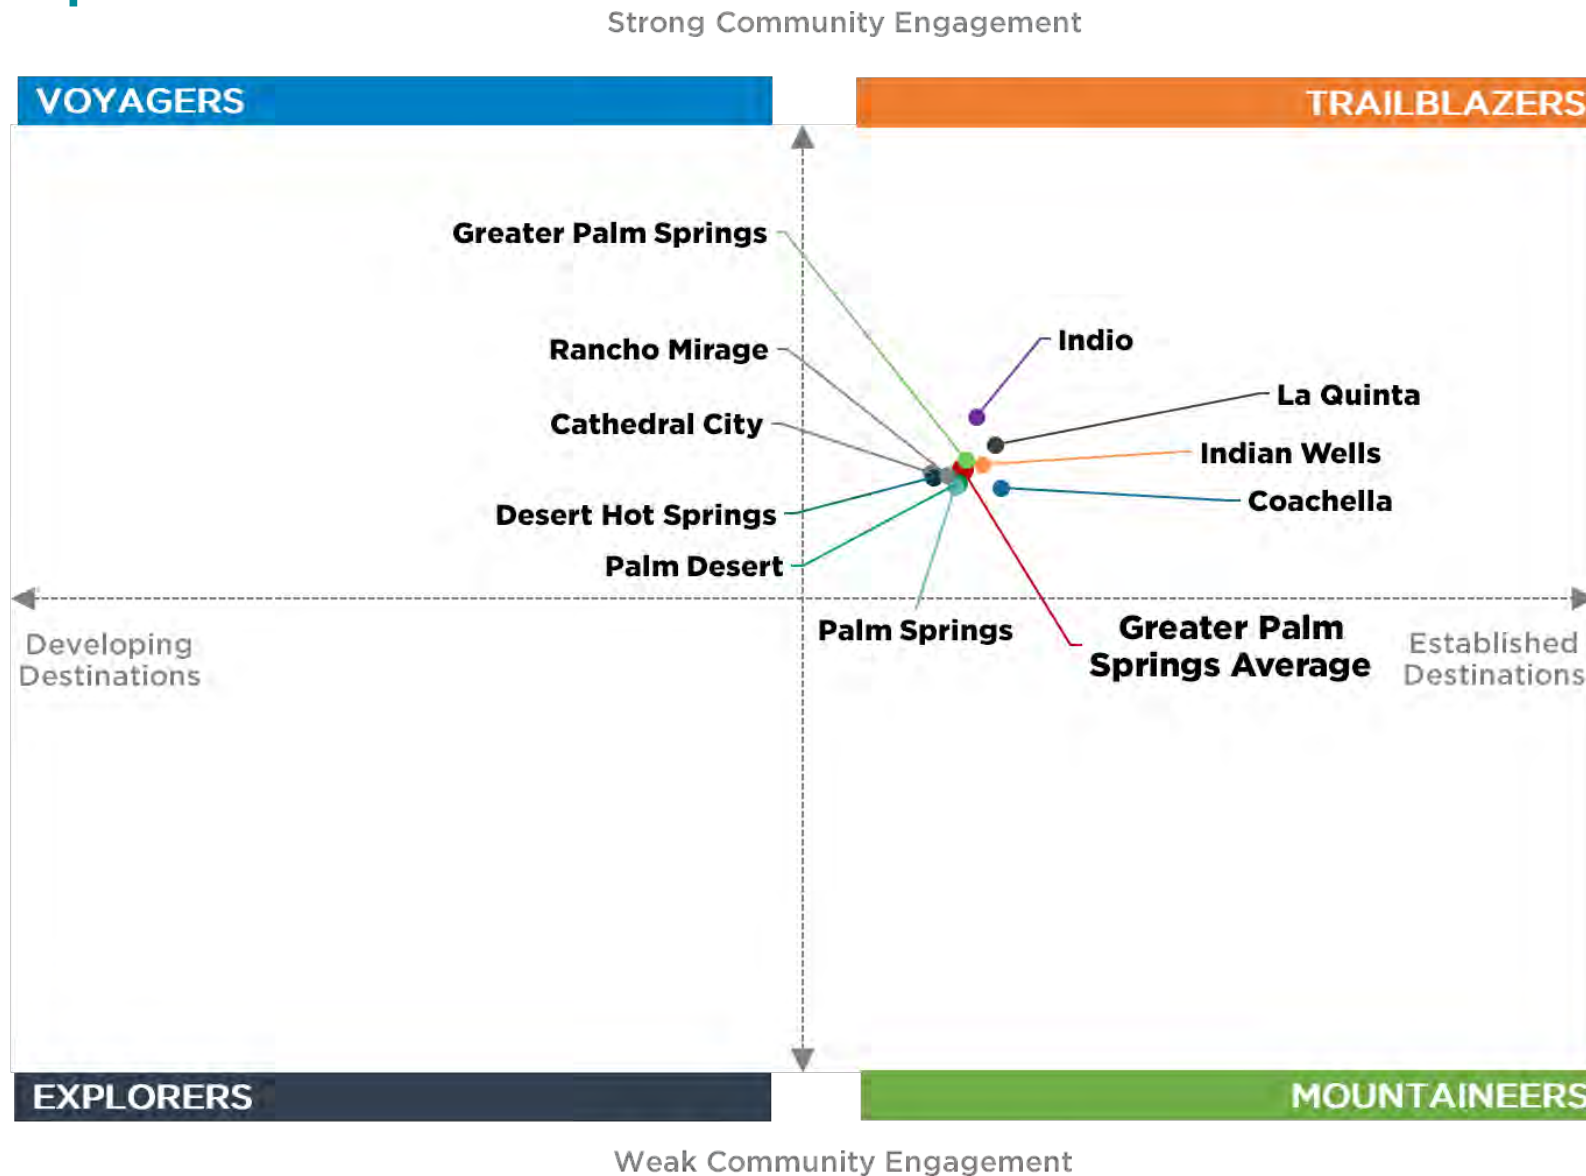 Strong Community Engagement
VOYAGERS
TRAILBLAZERS
Greater Palm Springs
Indio
Rancho Mirage
La Quinta
Cathedral City
Indian Wells
Coachella
Desert Hot Springs
Palm Desert
Palm Springs
Greater Palm
Springs Average
Developing
Destinations
Established
Destinations
EXPLORERS
MOUNTAINEERS
Weak Community Engagement